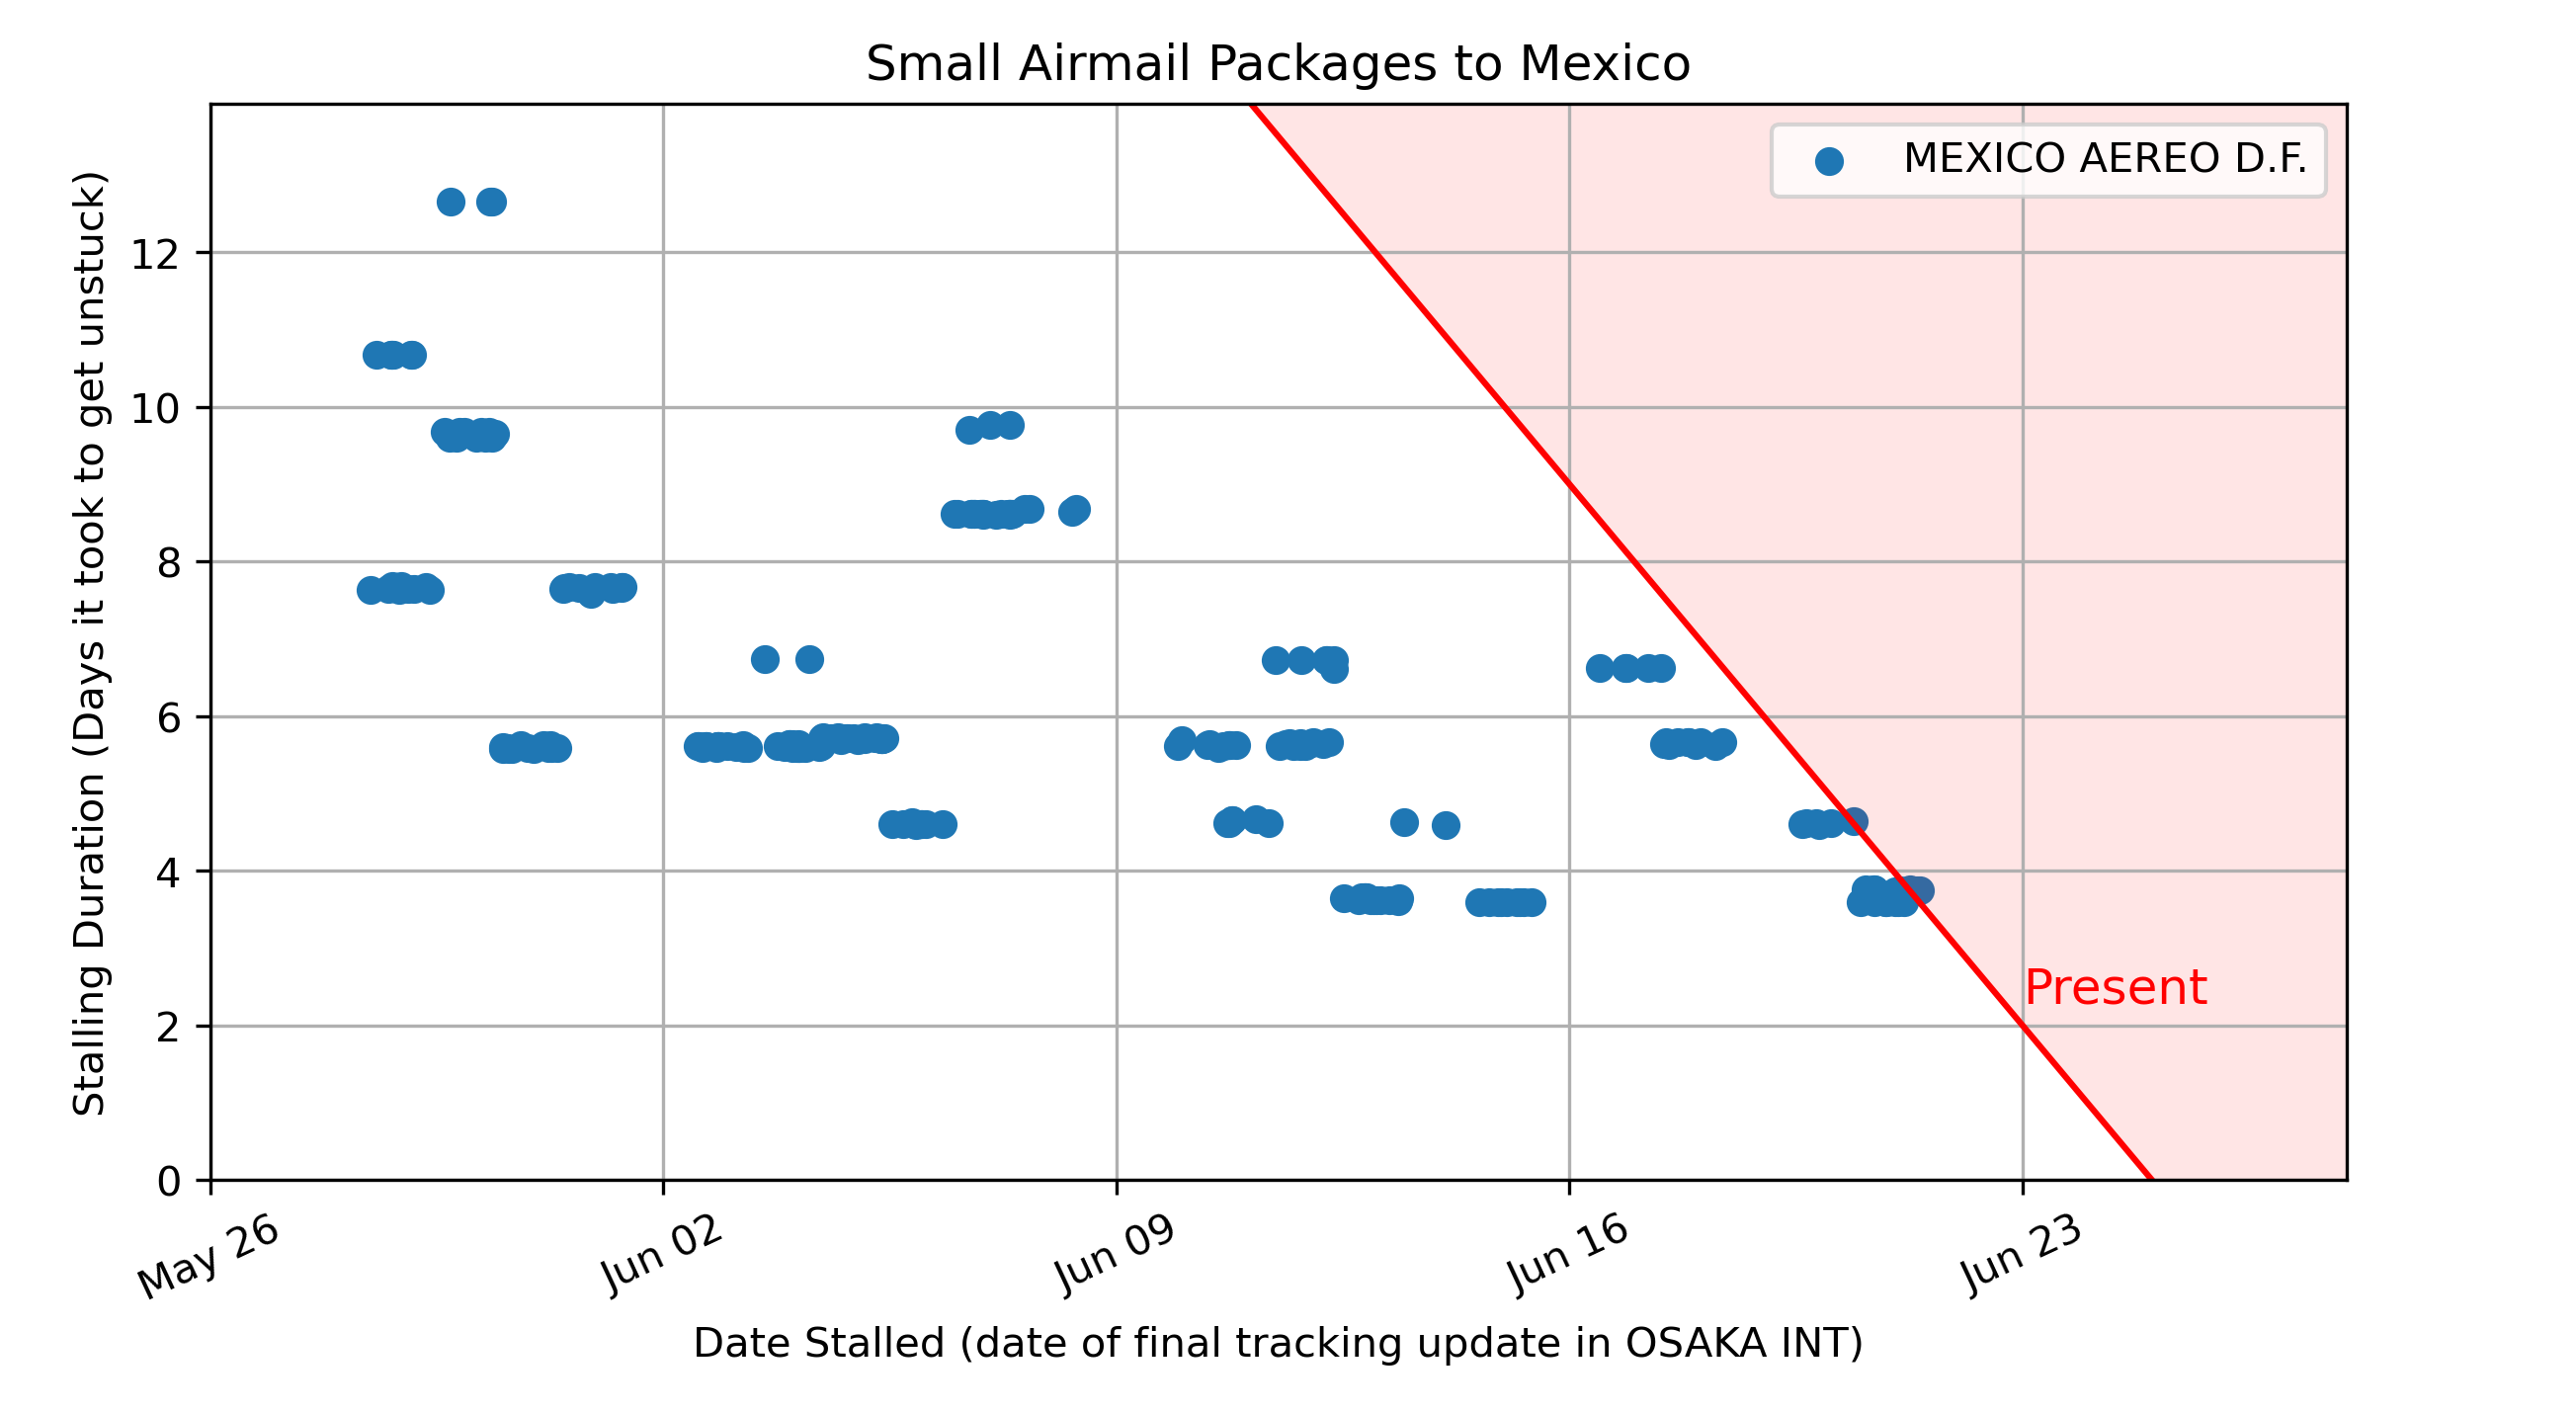 Small Airmail Packages to Mexico
MEXICO AEREO D.F.
Stalling Duration (Days it took to get unstuck)
12
10
8
6
4
2
0
Present
May 26
Jun 02
Jun 09
Jun 16
Jun 23
Date Stalled (date of final tracking update in OSAKA INT)